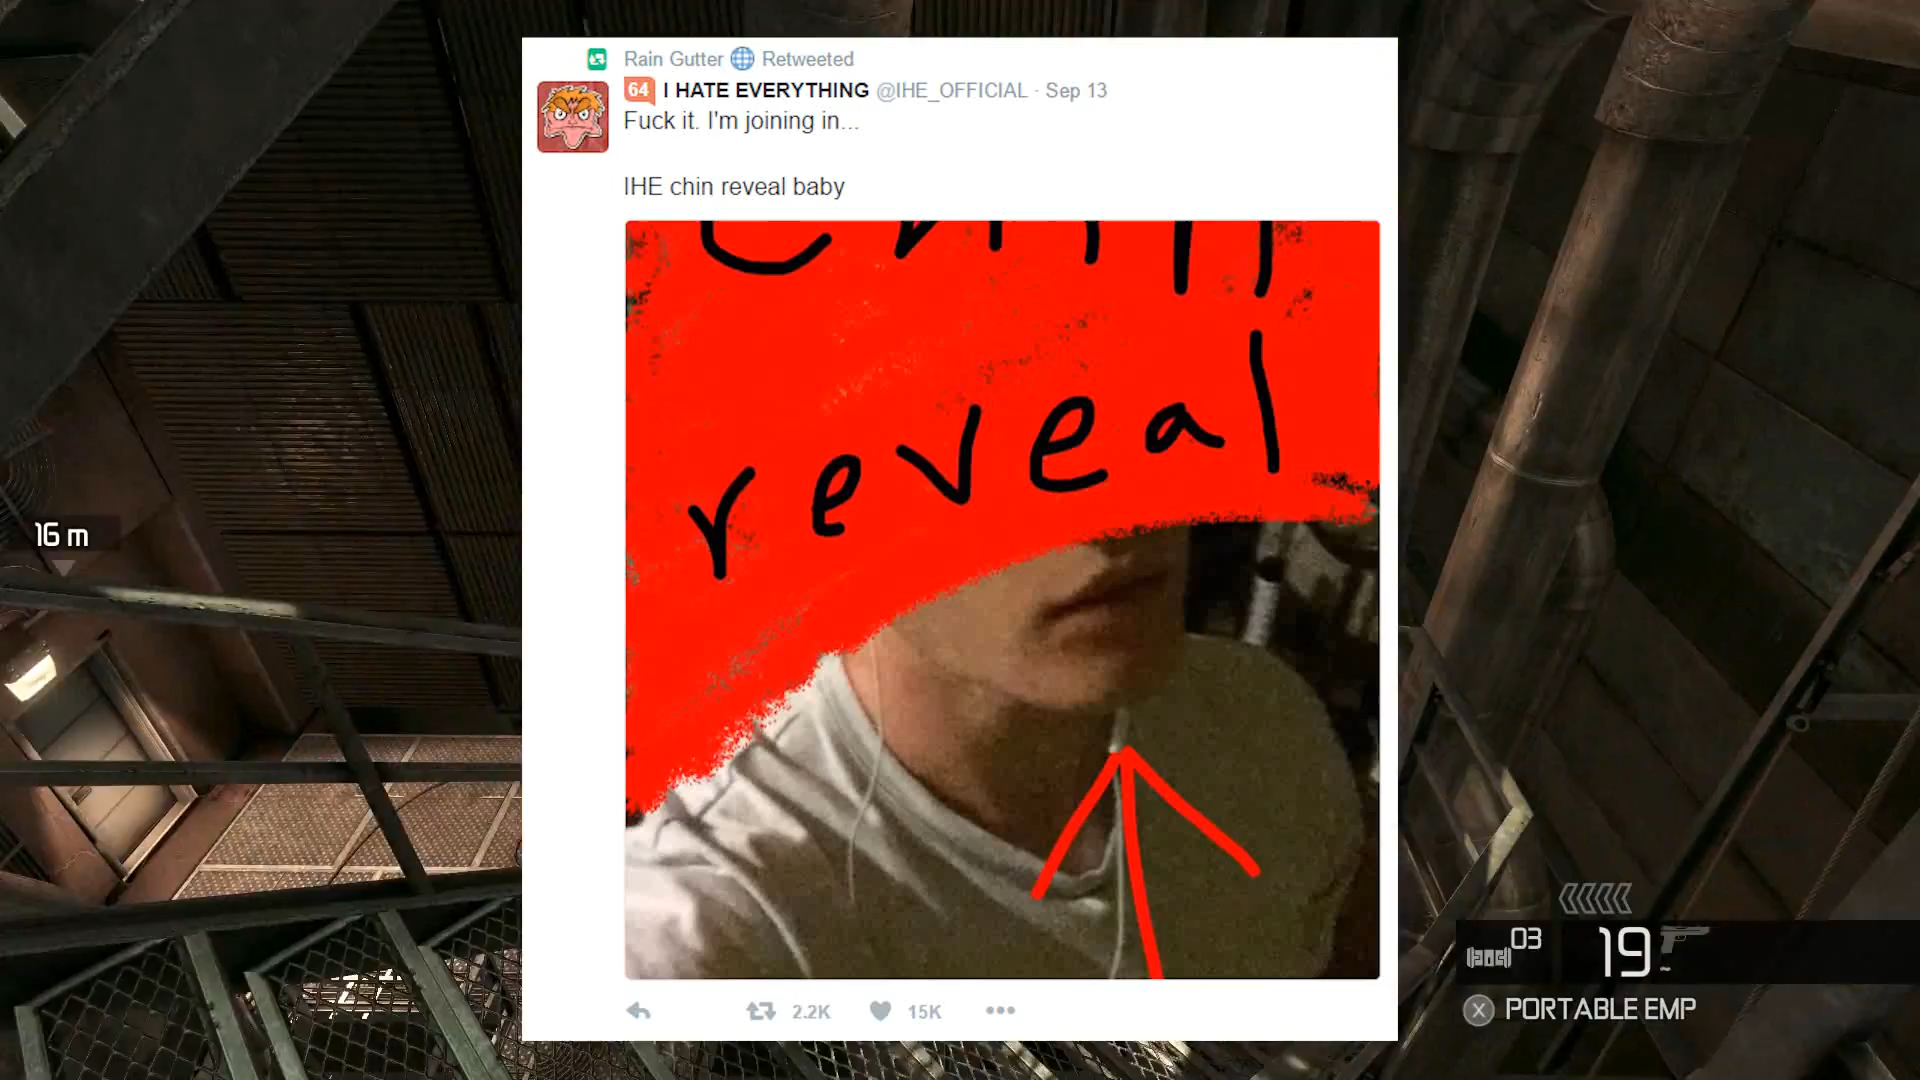 Rain Gutter Retweeted
64 I HATE EVERYTHING @IHE_OFFICIAL · Sep 13
Fuck it. I'm joining in...
IHE chin reveal baby
chin
reveal
2.2K 15K
16 m
03 19
X PORTABLE EMP